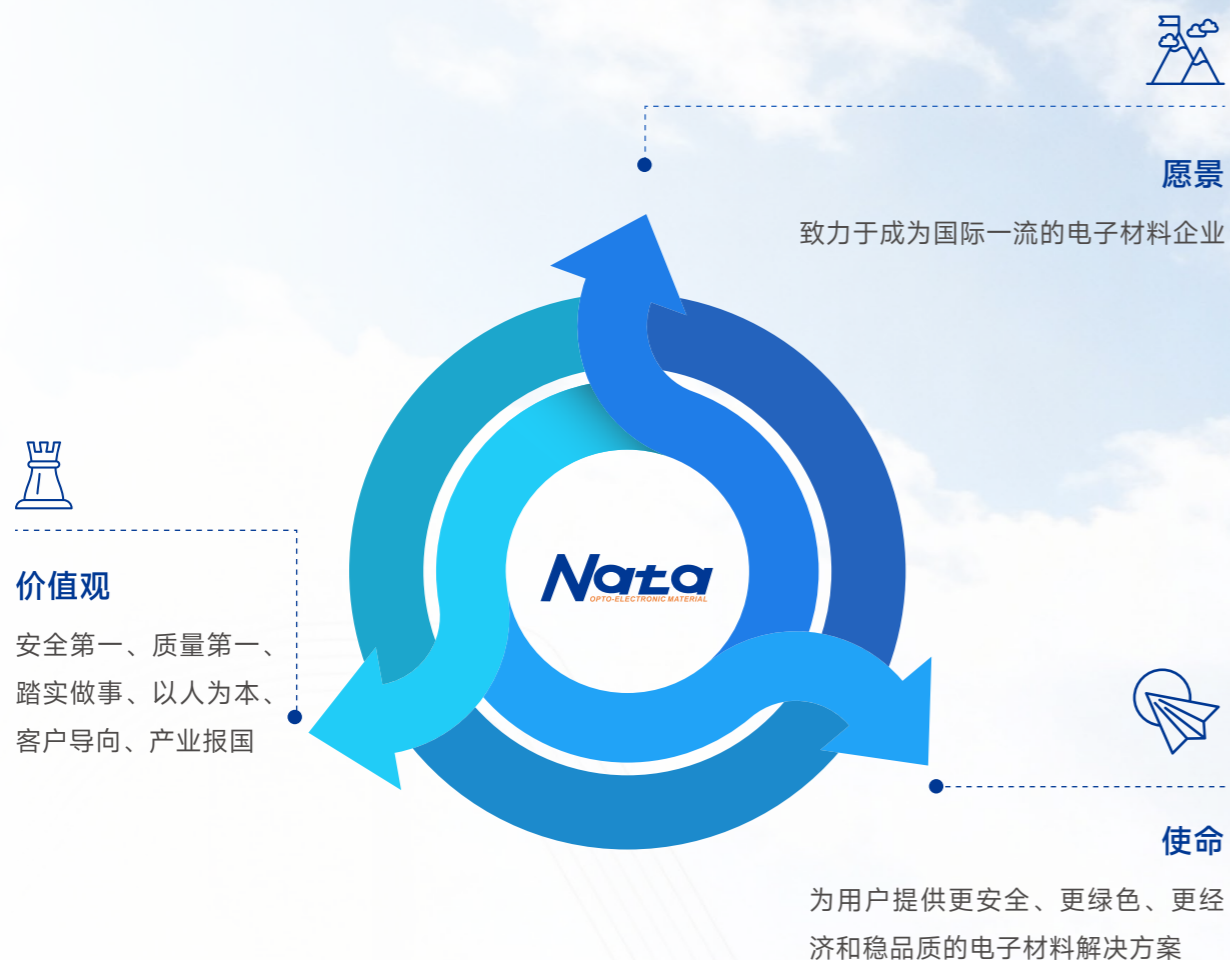 愿景
致力于成为国际一流的电子材料企业
价值观
安全第一、质量第一、
踏实做事、以人为本、
客户导向、产业报国
Nata
OPTO-ELECTRONIC MATERIAL
使命
为用户提供更安全、更绿色、更经
济和稳品质的电子材料解决方案